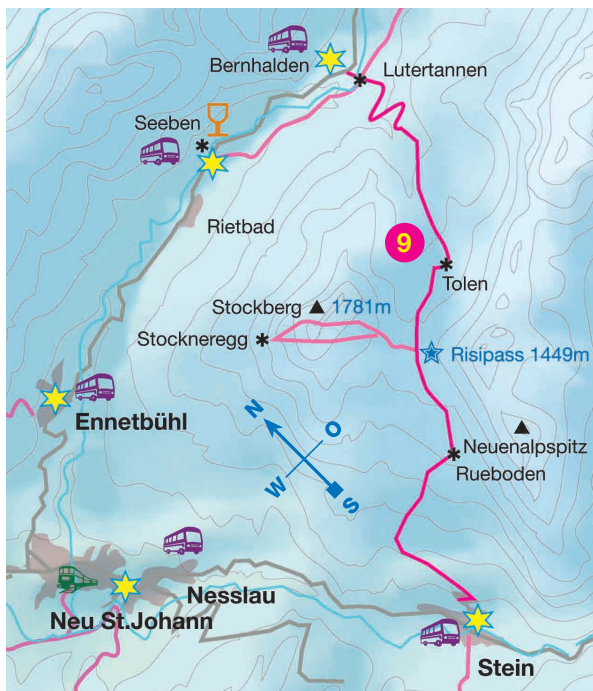 Bernhalden
Lutertannen
Seeben
Rietbad
9
Tolen
Stockberg 1781m
Stockneregg
Risipass 1449m
Ennetbühl
N
O
W
S
Neuenalpspitz
Rueboden
Nesslau
Neu St.Johann
Stein